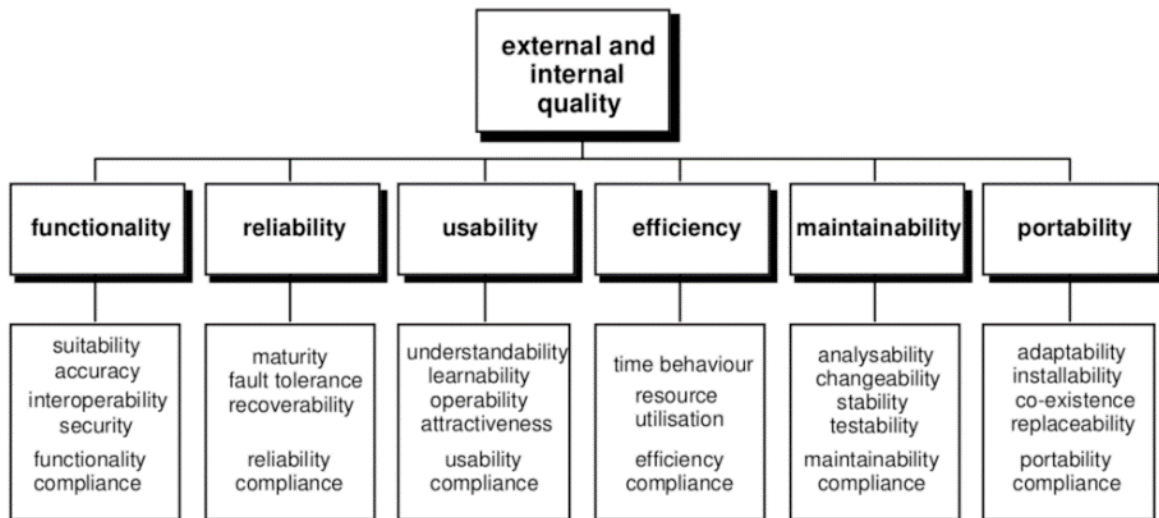 external and
internal
quality
functionality
reliability
usability
efficiency
maintainability
portability
suitability
accuracy
interoperability
security
functionality
compliance
maturity
fault tolerance
recoverability
reliability
compliance
understandability
learnability
operability
attractiveness
usability
compliance
time behaviour
resource
utilisation
efficiency
compliance
analysability
changeability
stability
testability
maintainability
compliance
adaptability
installability
co-existence
replaceability
portability
compliance